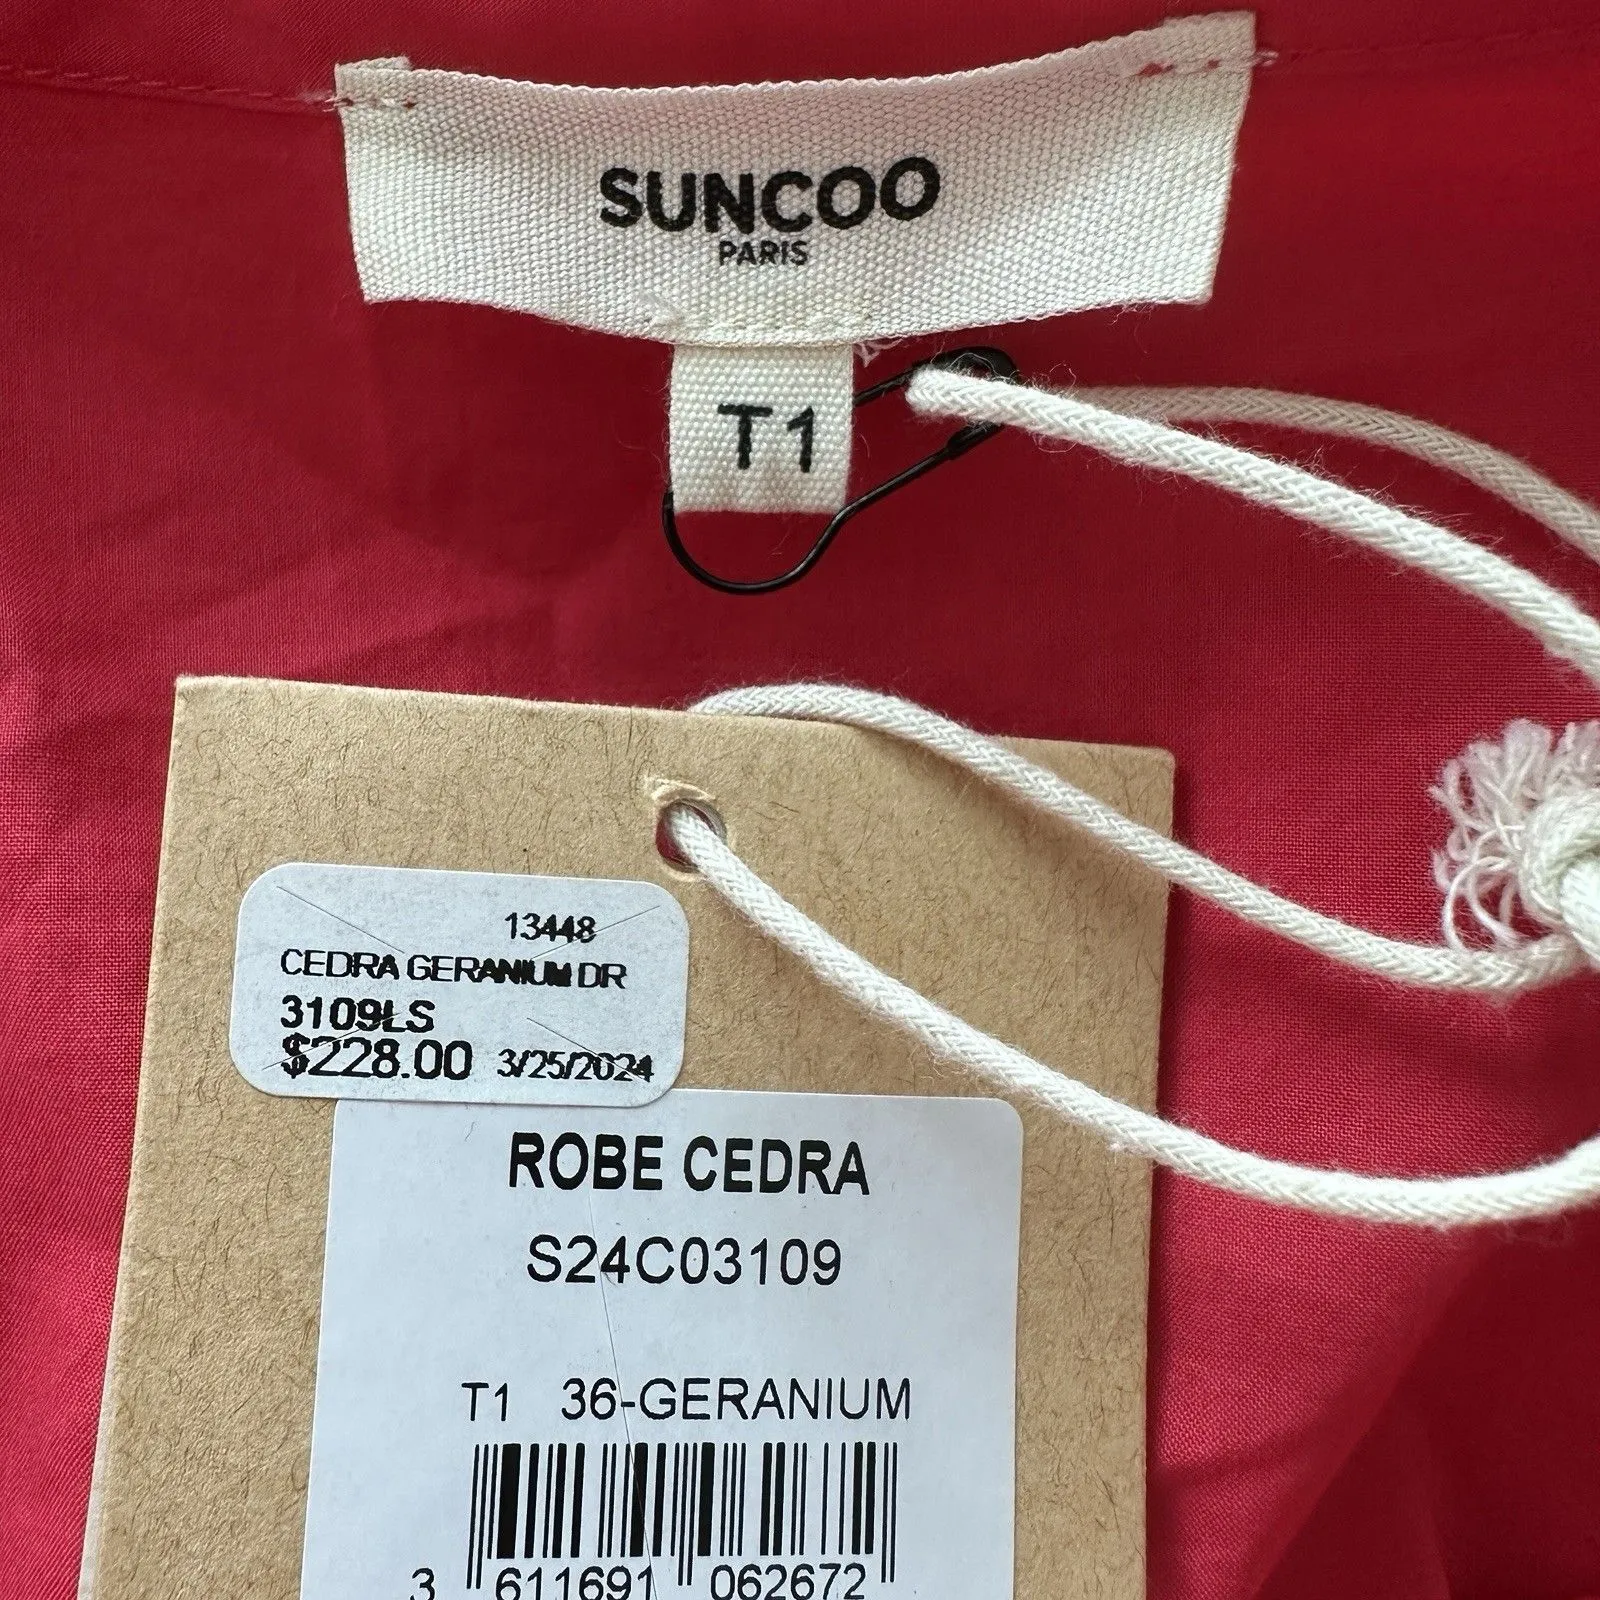 SUNCOO
PARIS
T1
13448
CEDRA GERANIUM DR
3109LS
$228.00 3/25/2024
ROBE CEDRA
S24C03109
T1 36-GERANIUM
3 611691 062672